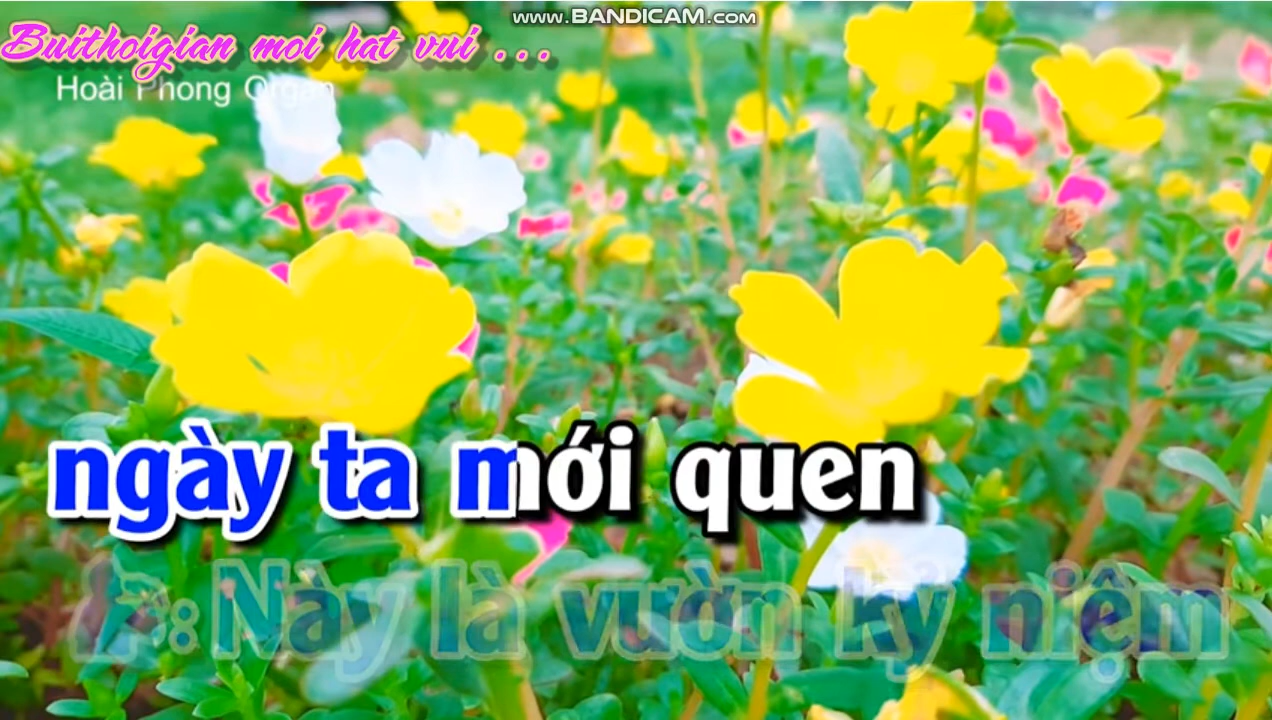 www.BANDICAM.com
Buithoigian moi hat vui ...
Hoài Phong Organ
ngày ta mới quen
Này là vườn kỷ niệm